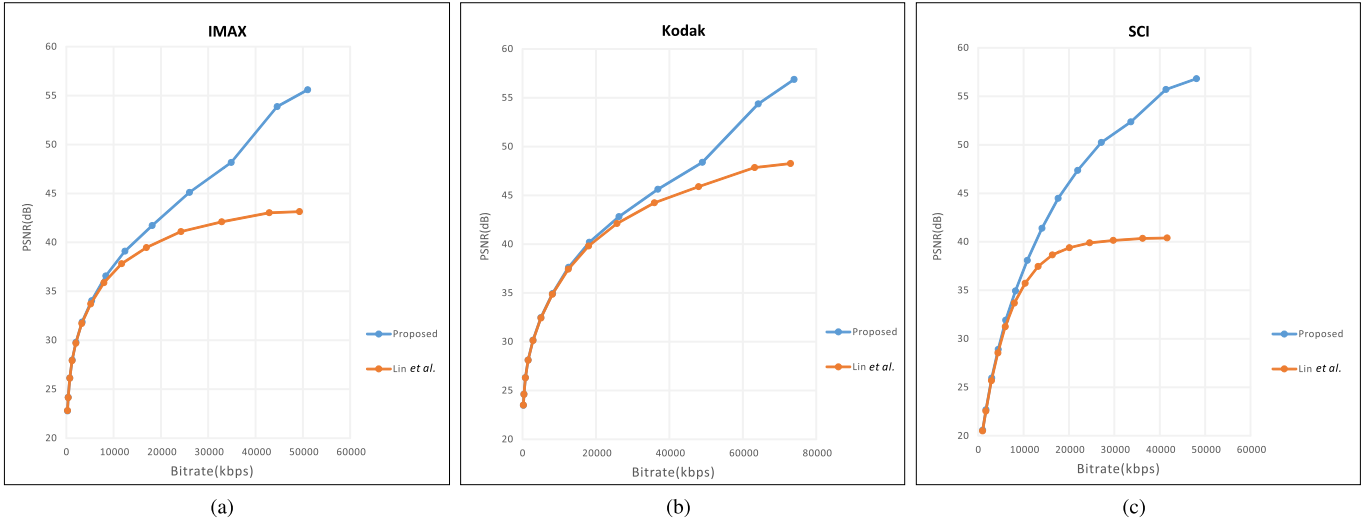 IMAX
60
55
50
45
40
35
30
25
20
PSNR(dB)
0 10000 20000 30000 40000 50000 60000
Bitrate(kbps)
Proposed
Lin et al.
(a)
Kodak
60
55
50
45
40
35
30
25
20
PSNR(dB)
0 20000 40000 60000 80000
Bitrate(kbps)
Proposed
Lin et al.
(b)
SCI
60
55
50
45
40
35
30
25
20
PSNR(dB)
0 10000 20000 30000 40000 50000 60000
Bitrate(kbps)
Proposed
Lin et al.
(c)